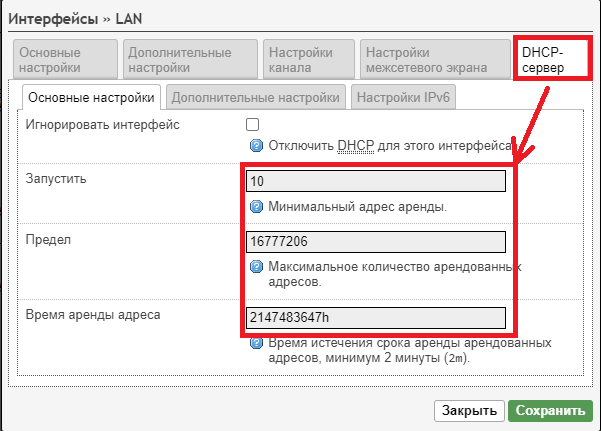 Интерфейсы » LAN
Основные настройки
Дополнительные настройки
Настройки канала
Настройки межсетевого экрана
DHCP-сервер
Основные настройки
Дополнительные настройки
Настройки IPv6
Игнорировать интерфейс
Отключить DHCP для этого интерфейса.
Запустить
10
Минимальный адрес аренды.
Предел
16777206
Максимальное количество арендованных
адресов.
Время аренды адреса
2147483647h
Время истечения срока аренды арендованных
адресов, минимум 2 минуты (2m).
Закрыть
Сохранить